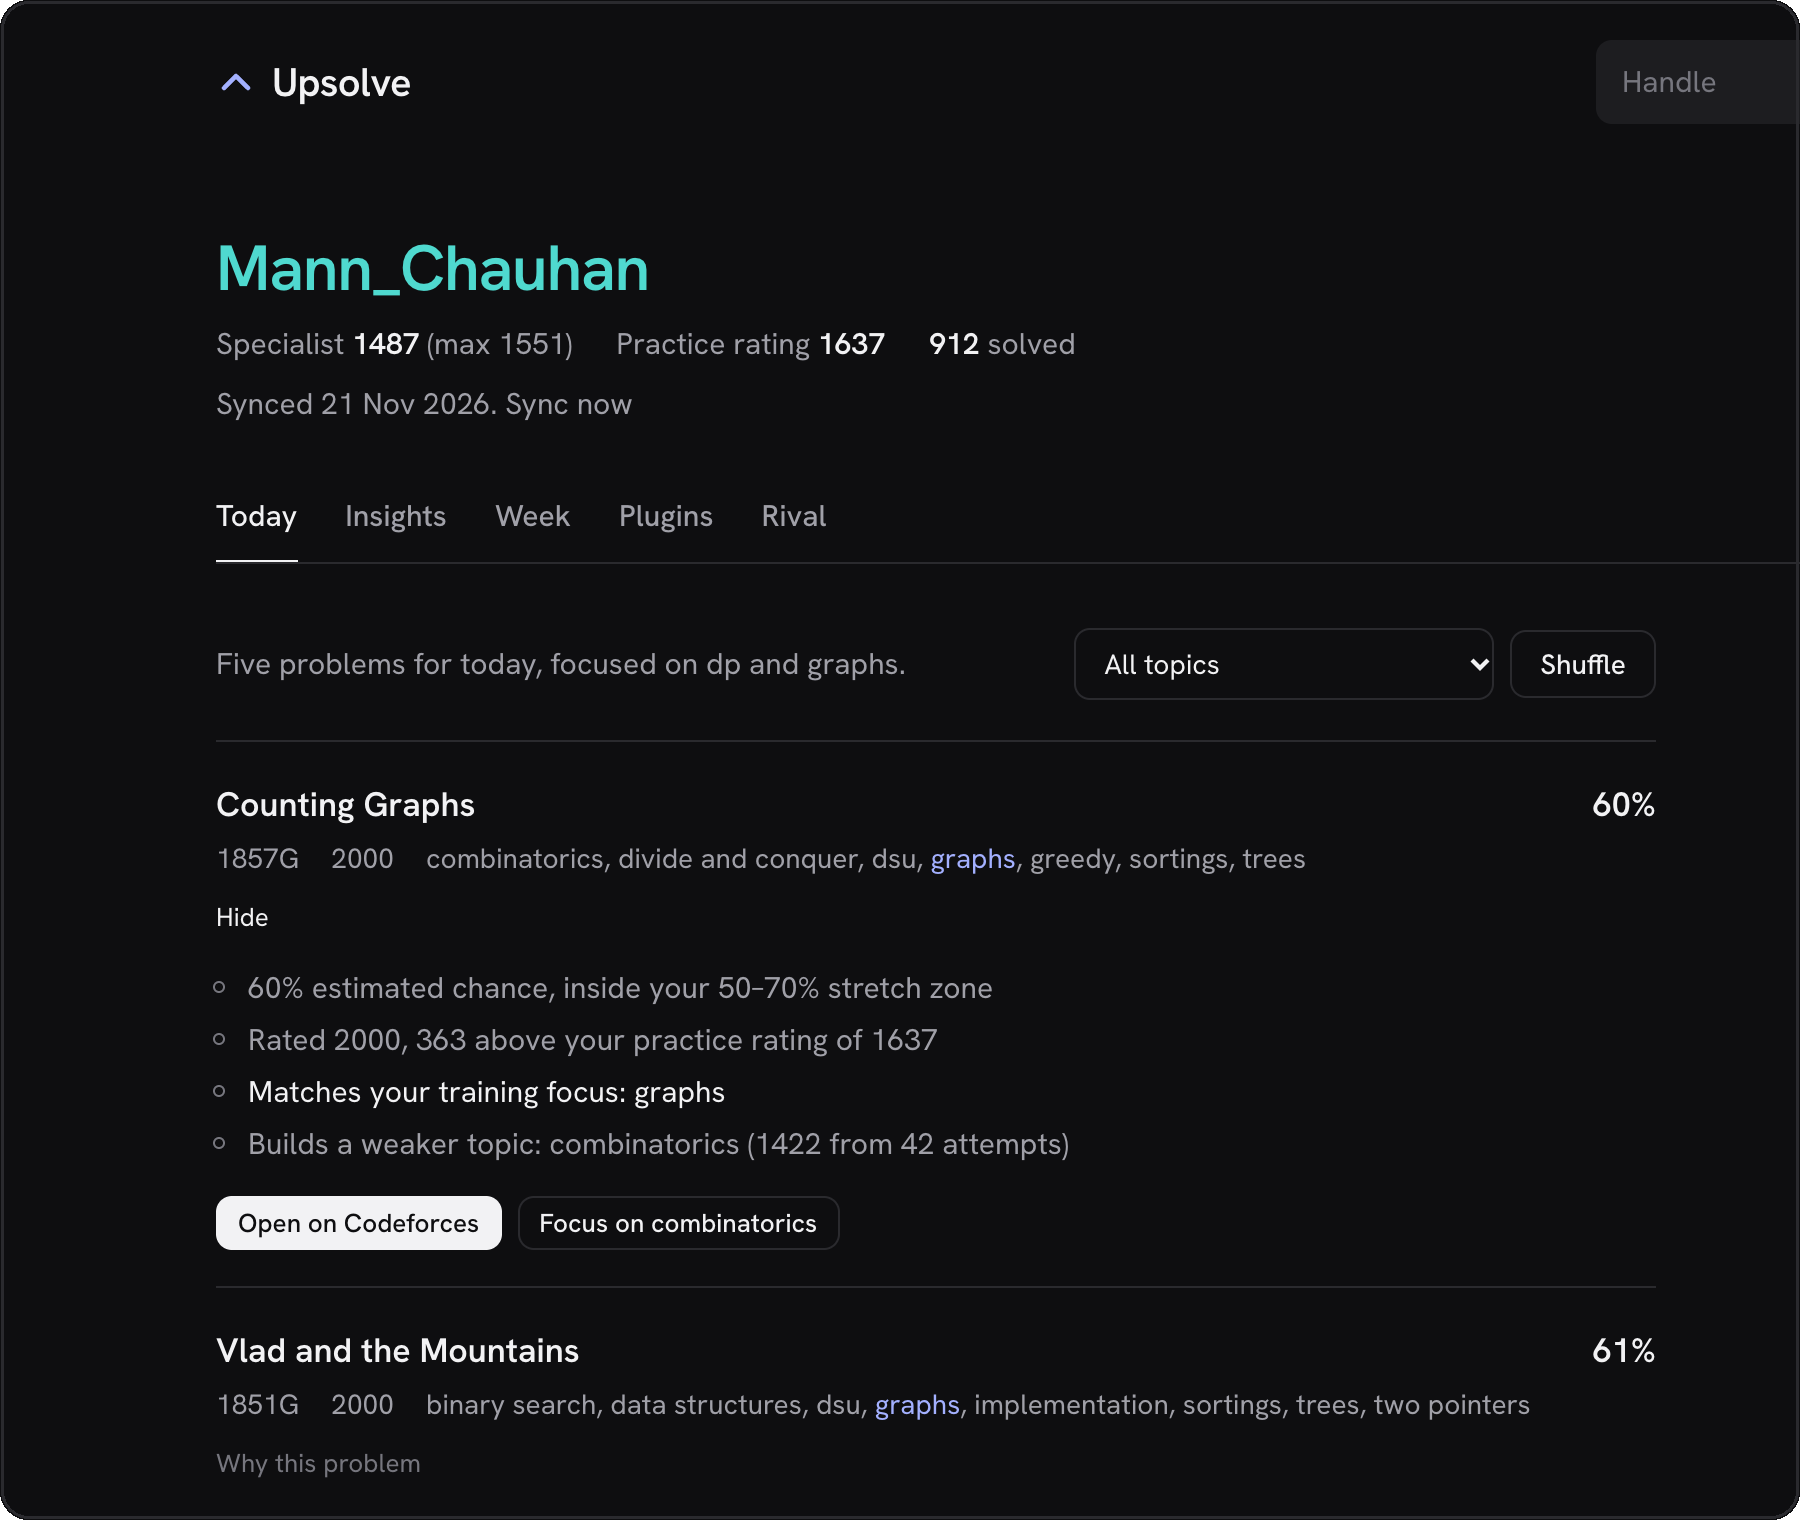 Upsolve
Handle
Mann_Chauhan
Specialist 1487 (max 1551) Practice rating 1637 912 solved
Synced 21 Nov 2026. Sync now
Today Insights Week Plugins Rival
Five problems for today, focused on dp and graphs.
All topics
Shuffle
Counting Graphs 60%
1857G 2000 combinatorics, divide and conquer, dsu, graphs, greedy, sortings, trees
Hide
60% estimated chance, inside your 50–70% stretch zone
Rated 2000, 363 above your practice rating of 1637
Matches your training focus: graphs
Builds a weaker topic: combinatorics (1422 from 42 attempts)
Open on Codeforces Focus on combinatorics
Vlad and the Mountains 61%
1851G 2000 binary search, data structures, dsu, graphs, implementation, sortings, trees, two pointers
Why this problem